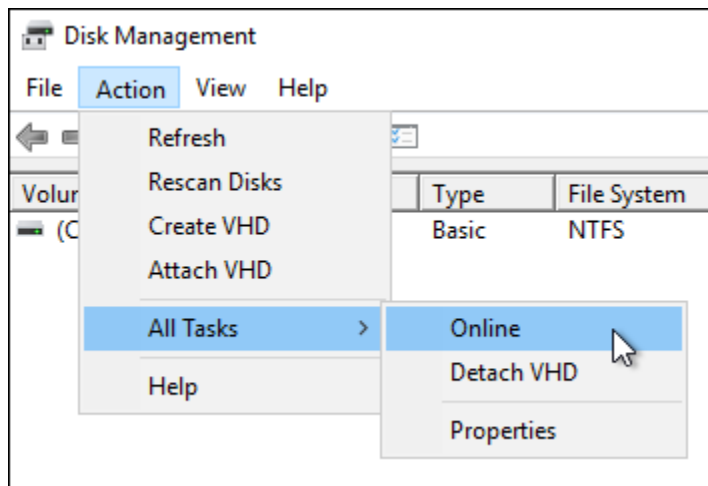 Disk Management
File Action View Help
Refresh
Rescan Disks
Create VHD
Attach VHD
All Tasks
Help
Type File System
(C Basic NTFS
Online
Detach VHD
Properties